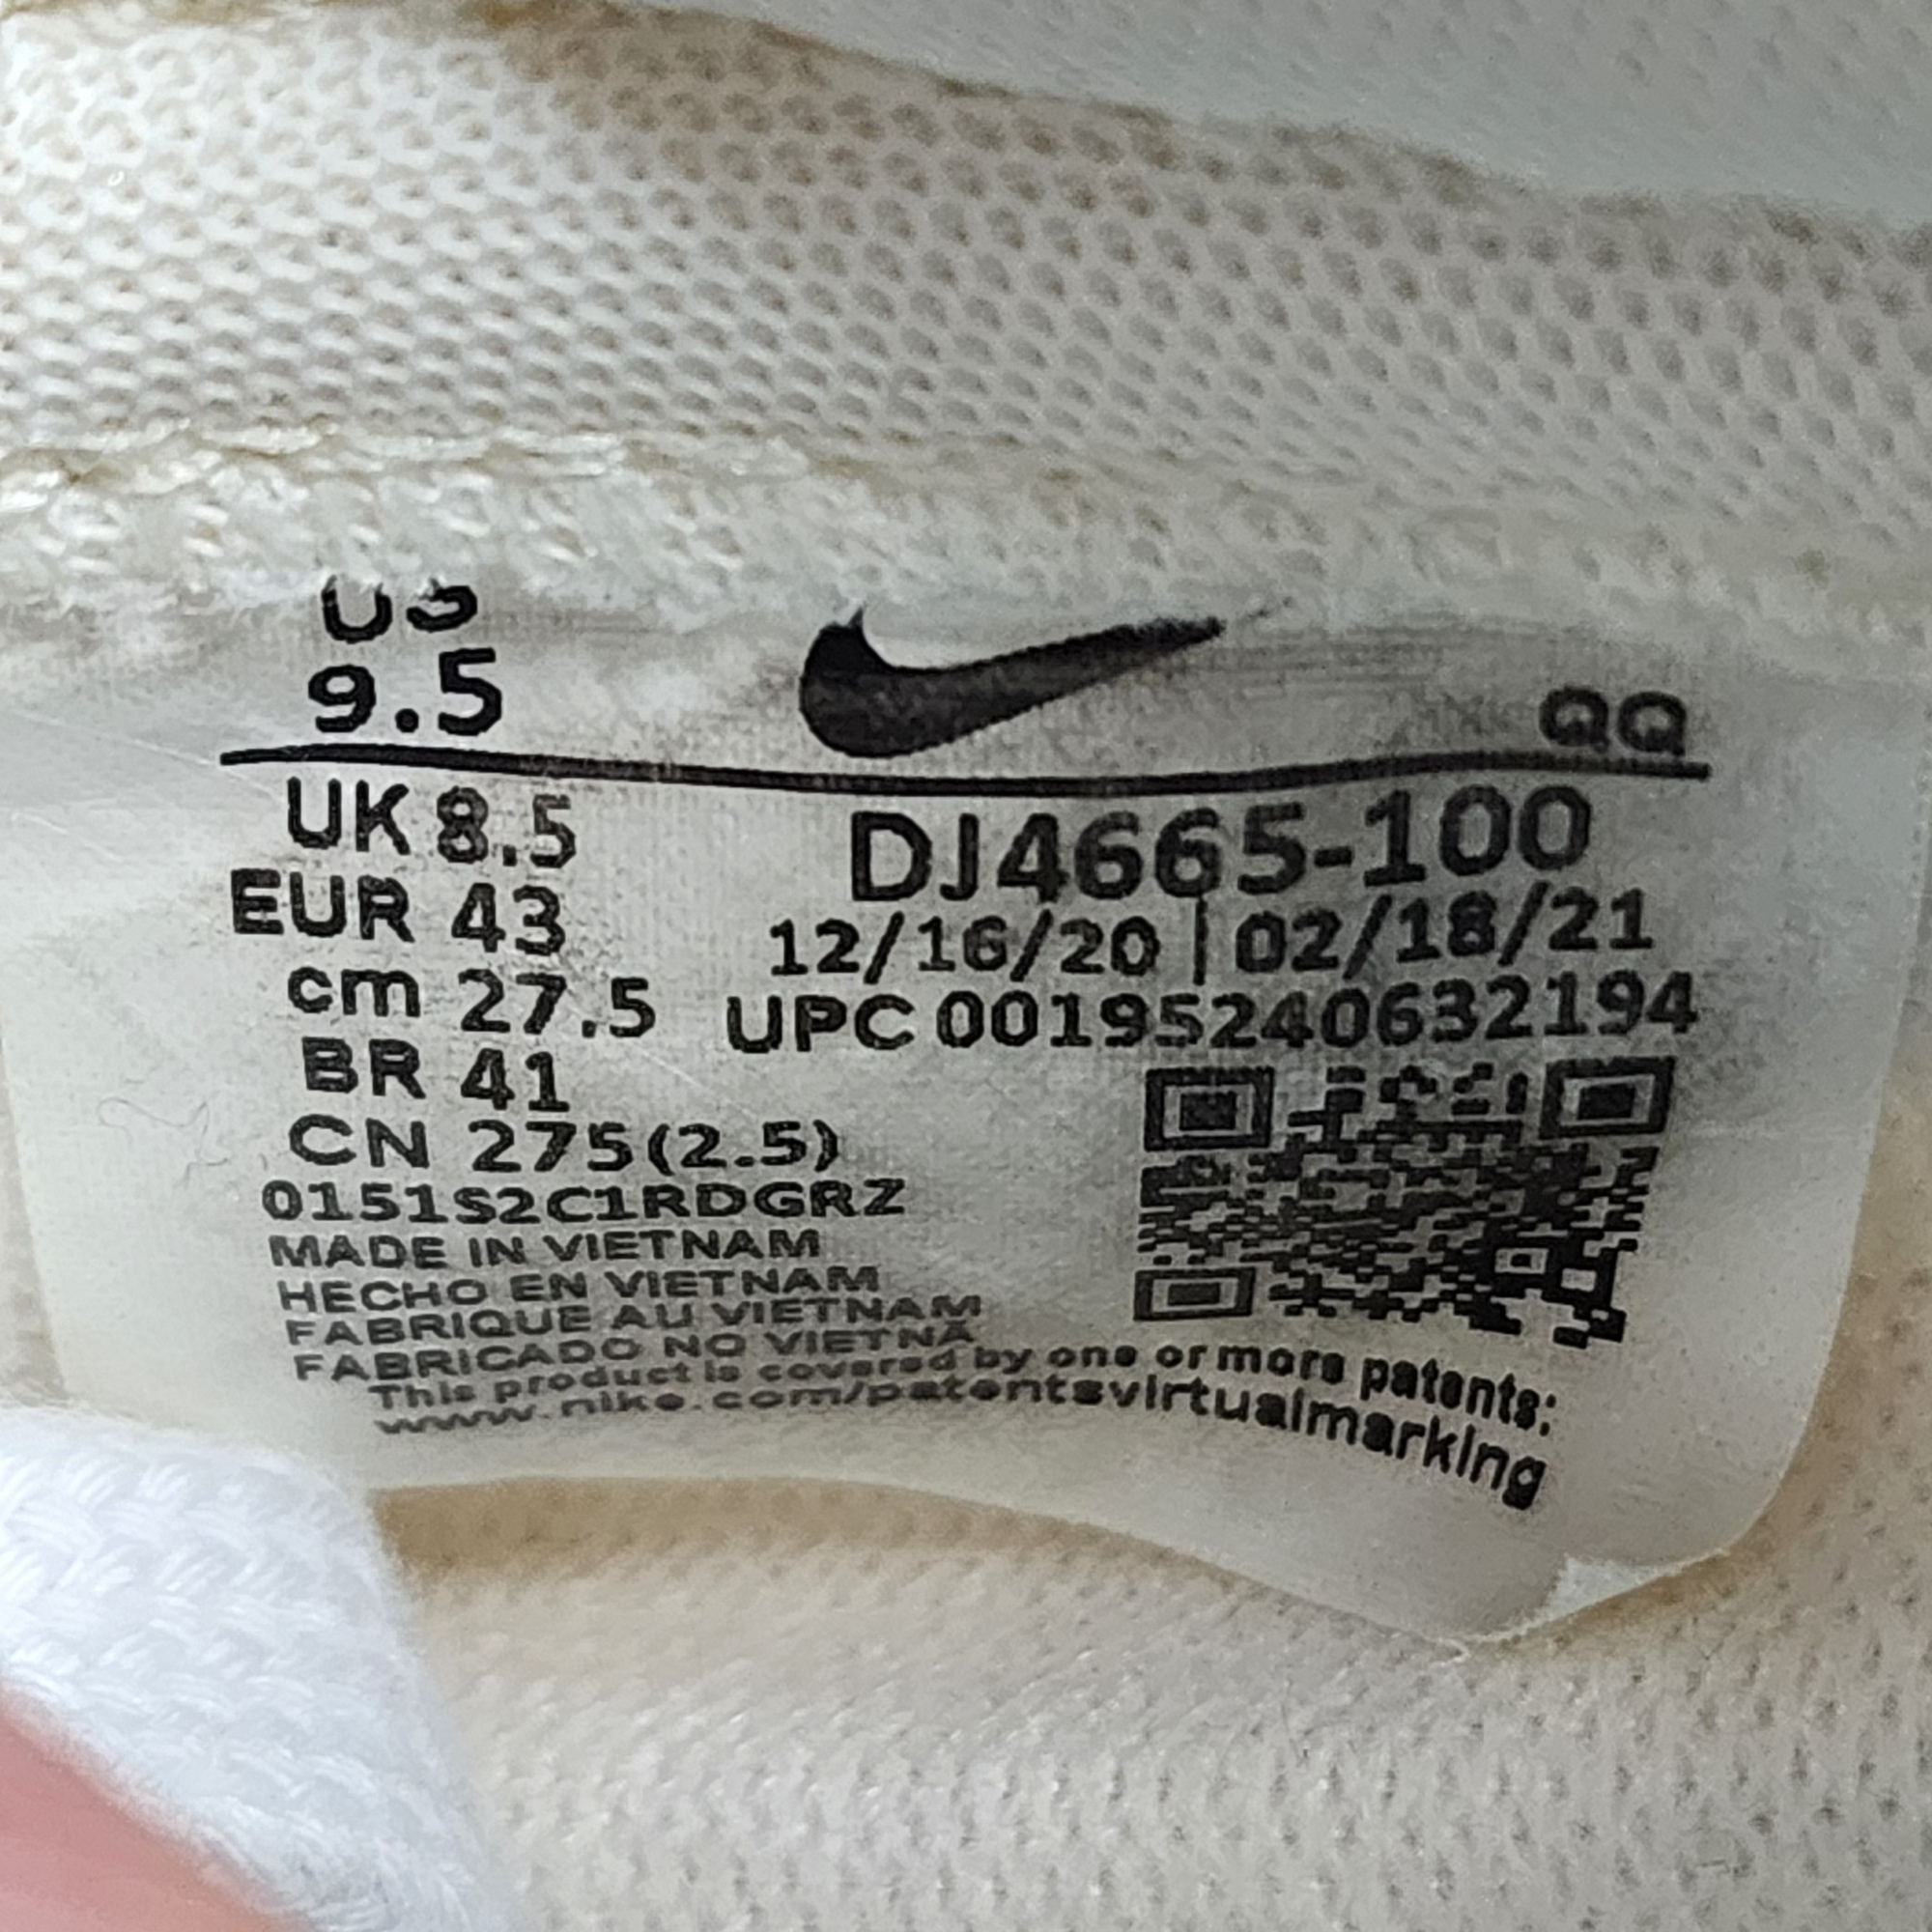 US
9.5
QQ
UK 8.5
EUR 43
cm 27.5
BR 41
CN 275(2.5)
DJ4665-100
12/16/20 | 02/18/21
UPC 00195240632194
0151S2C1RDGRZ
MADE IN VIETNAM
HECHO EN VIETNAM
FABRIQUE AU VIETNAM
FABRICADO NO VIETNA
This product is covered by one or more patents:
www.nike.com/patentsvirtualmarking